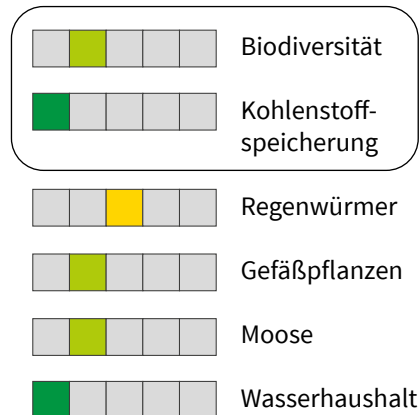 Biodiversität
Kohlenstoff-
speicherung
Regenwürmer
Gefäßpflanzen
Moose
Wasserhaushalt